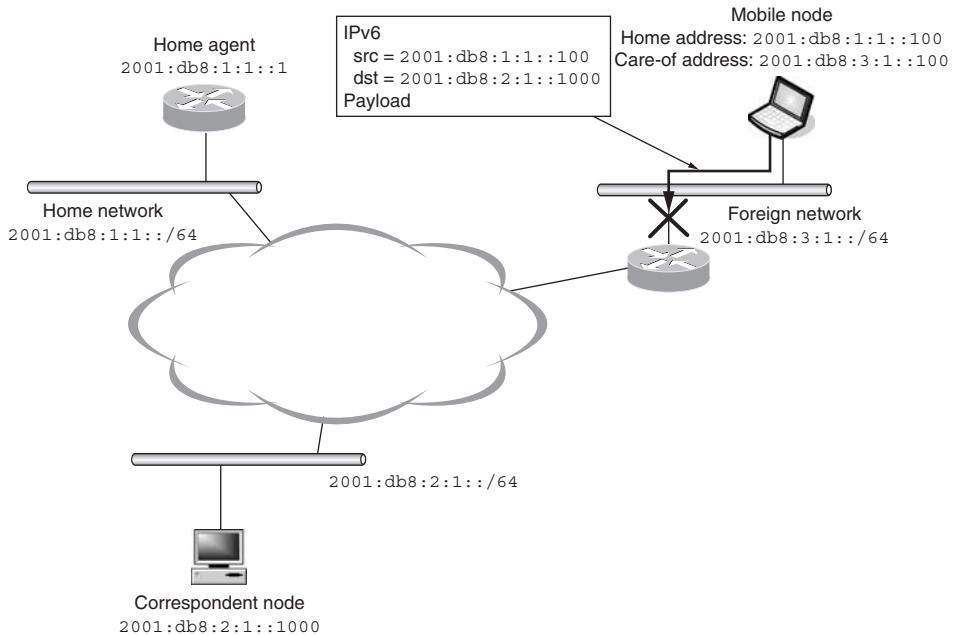 Home agent
2001:db8:1:1::1
IPv6
src = 2001:db8:1:1::100
dst = 2001:db8:2:1::1000
Payload
Mobile node
Home address: 2001:db8:1:1::100
Care-of address: 2001:db8:3:1::100
Home network
2001:db8:1:1::/64
Foreign network
2001:db8:3:1::/64
2001:db8:2:1::/64
Correspondent node
2001:db8:2:1::1000